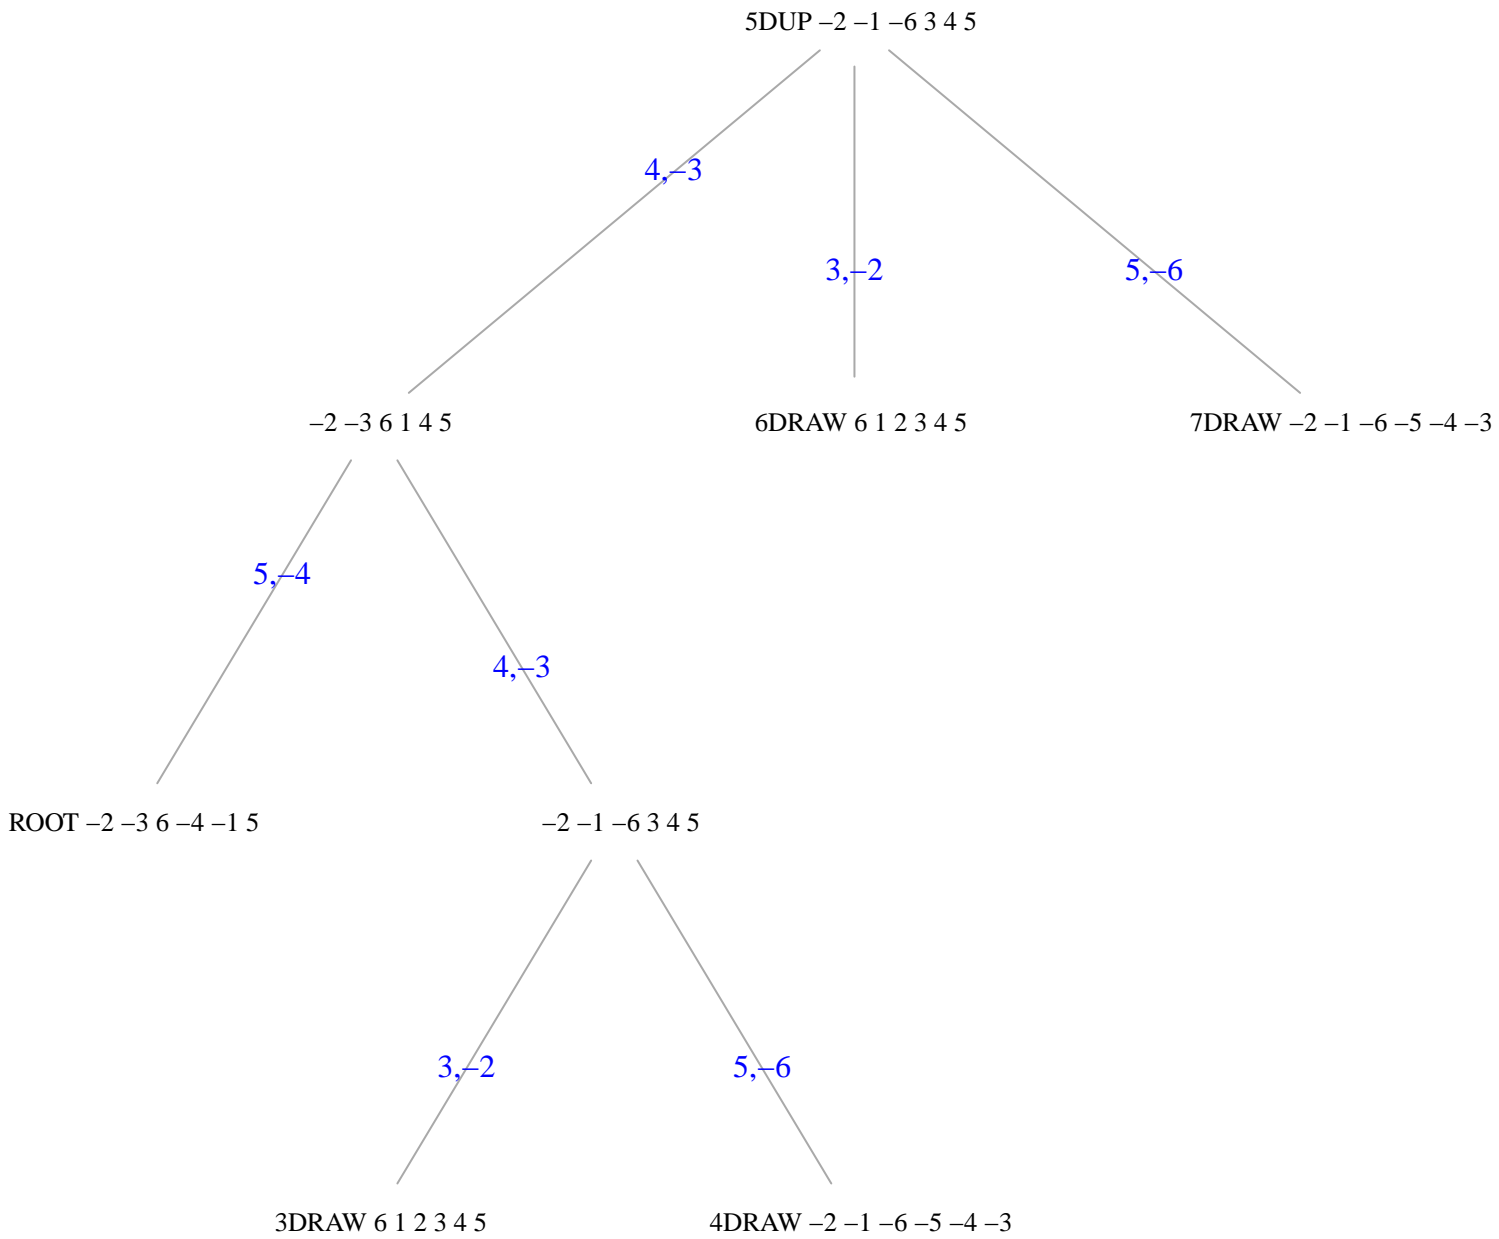 5DUP –2 –1 –6 3 4 5
4,–3
3,–2
5,–6
–2 –3 6 1 4 5
6DRAW 6 1 2 3 4 5
7DRAW –2 –1 –6 –5 –4 –3
5,–4
4,–3
ROOT –2 –3 6 –4 –1 5
–2 –1 –6 3 4 5
3,–2
5,–6
3DRAW 6 1 2 3 4 5
4DRAW –2 –1 –6 –5 –4 –3